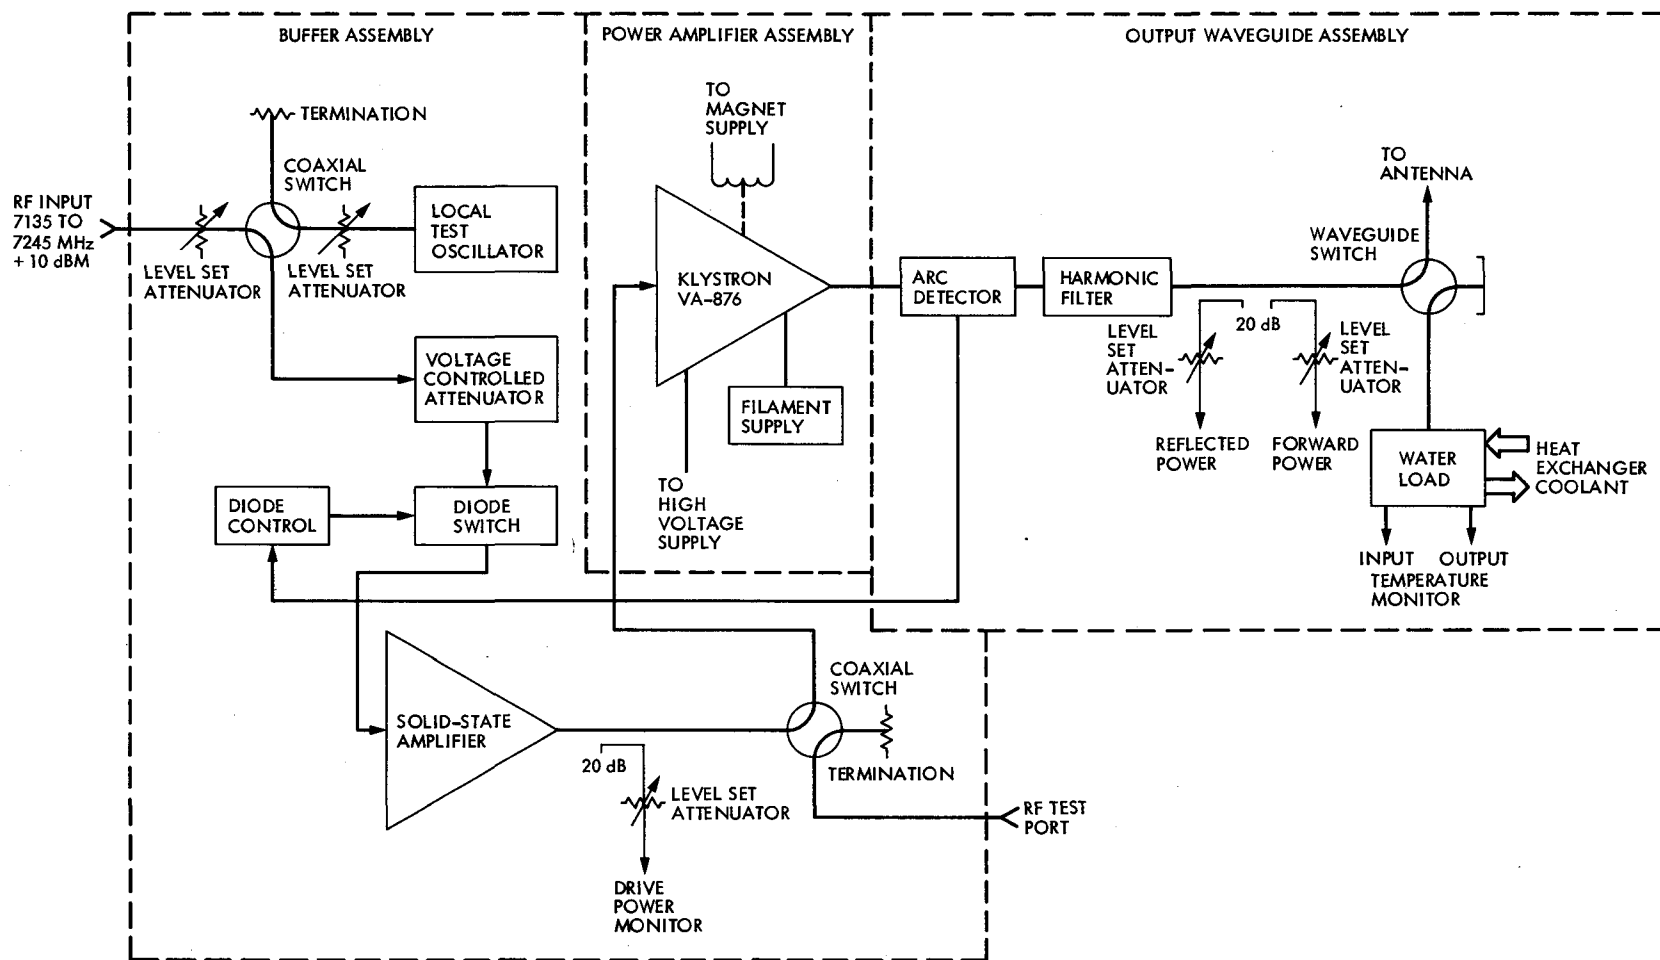 BUFFER ASSEMBLY
POWER AMPLIFIER ASSEMBLY
OUTPUT WAVEGUIDE ASSEMBLY
TERMINATION
COAXIAL
SWITCH
RF INPUT
7135 TO
7245 MHz
+ 10 dBM
LEVEL SET
ATTENUATOR
LEVEL SET
ATTENUATOR
LOCAL
TEST
OSCILLATOR
VOLTAGE
CONTROLLED
ATTENUATOR
DIODE
CONTROL
DIODE
SWITCH
TO
MAGNET
SUPPLY
KLYSTRON
VA-876
FILAMENT
SUPPLY
TO
HIGH
VOLTAGE
SUPPLY
ARC
DETECTOR
HARMONIC
FILTER
TO
ANTENNA
WAVEGUIDE
SWITCH
20 dB
LEVEL
SET
ATTEN-
UATOR
LEVEL
SET
ATTEN-
UATOR
REFLECTED
POWER
FORWARD
POWER
WATER
LOAD
HEAT
EXCHANGER
COOLANT
INPUT OUTPUT
TEMPERATURE
MONITOR
SOLID-STATE
AMPLIFIER
COAXIAL
SWITCH
TERMINATION
20 dB
LEVEL SET
ATTENUATOR
RF TEST
PORT
DRIVE
POWER
MONITOR